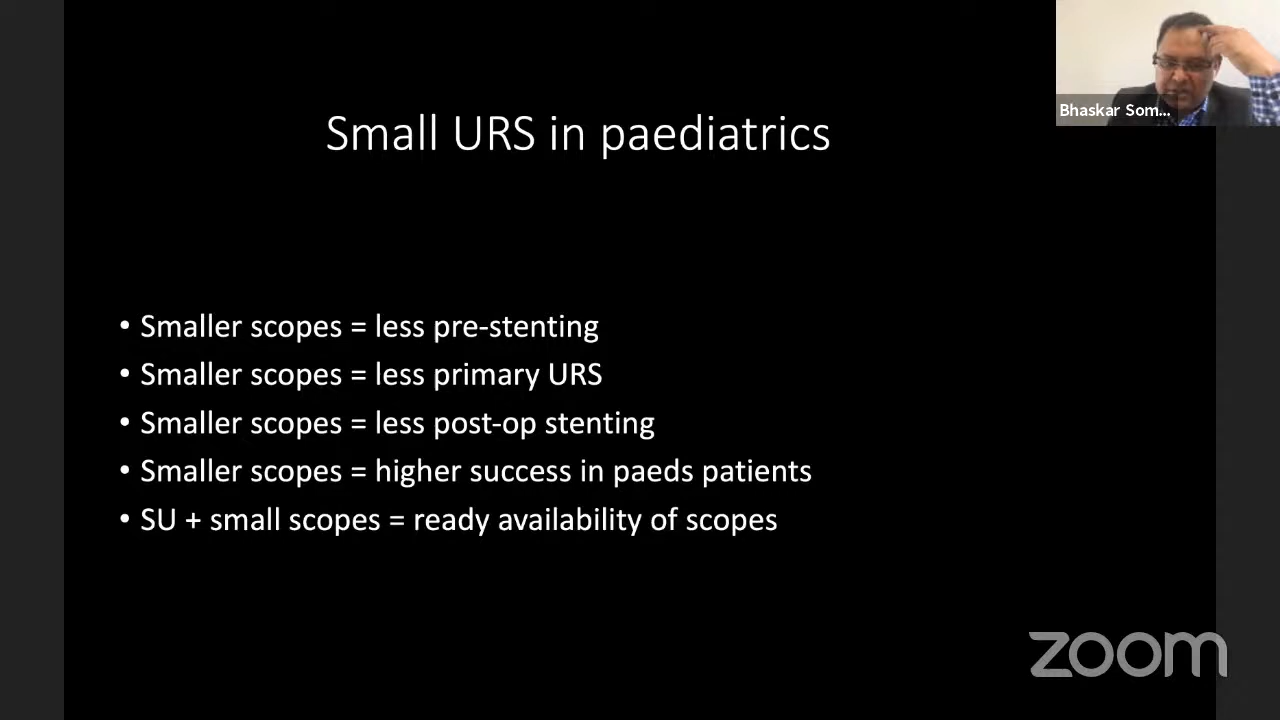 Bhaskar Som...
Small URS in paediatrics
• Smaller scopes = less pre-stenting
• Smaller scopes = less primary URS
• Smaller scopes = less post-op stenting
• Smaller scopes = higher success in paeds patients
• SU + small scopes = ready availability of scopes
zoom